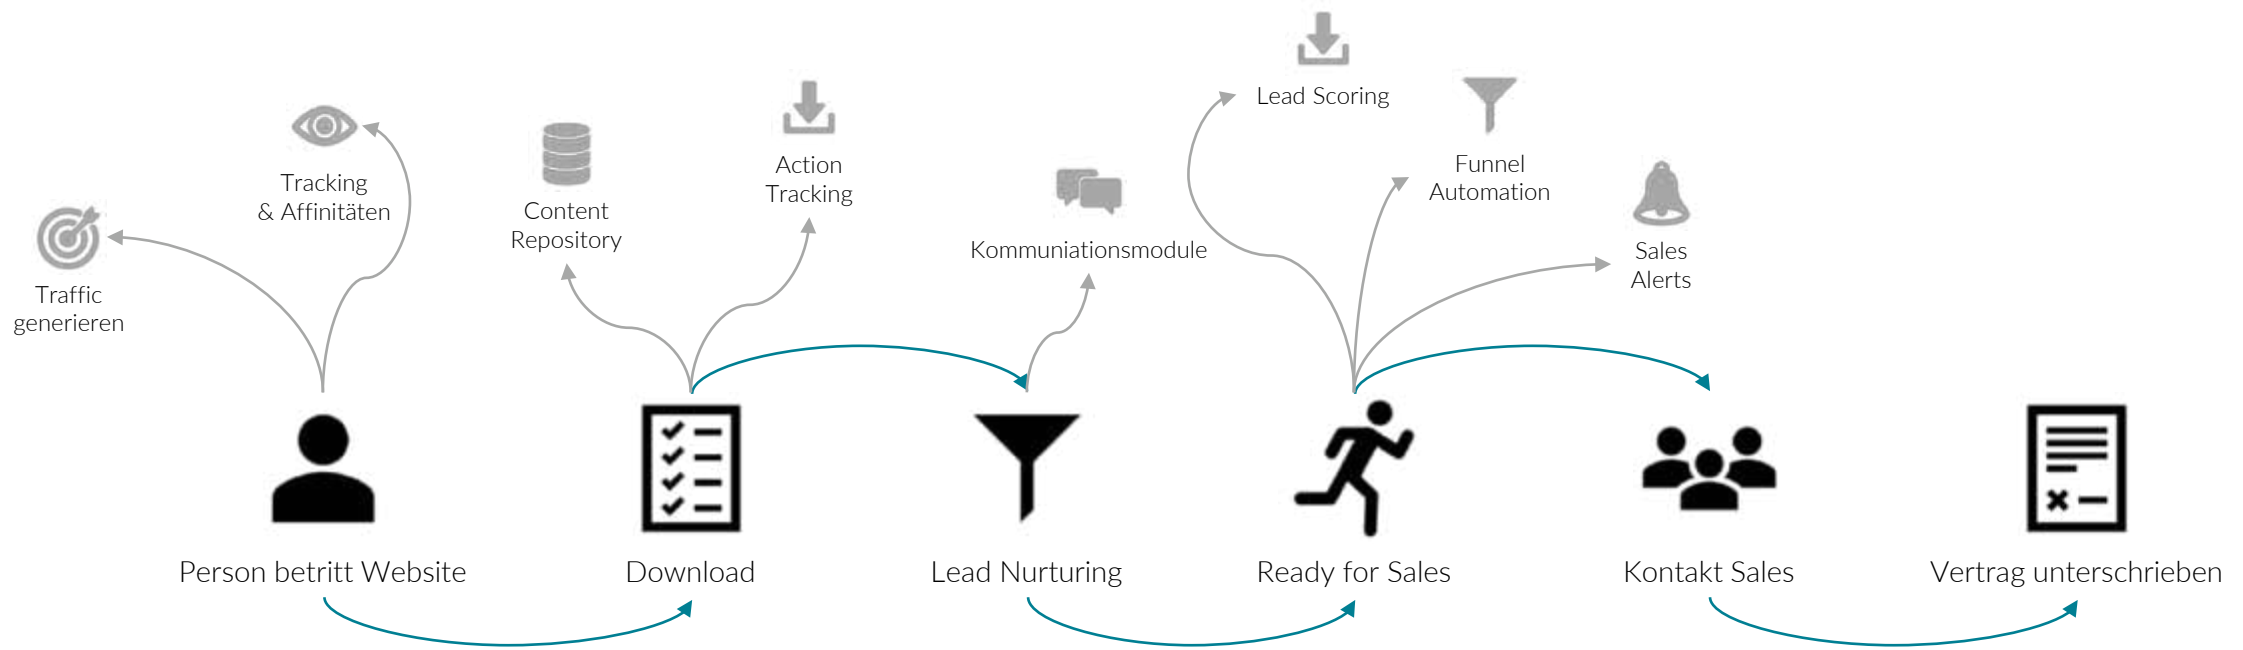 Traffic
generieren
Tracking
& Affinitäten
Content
Repository
Action
Tracking
Kommuniationsmodule
Lead Scoring
Funnel
Automation
Sales
Alerts
Person betritt Website
Download
Lead Nurturing
Ready for Sales
Kontakt Sales
Vertrag unterschrieben